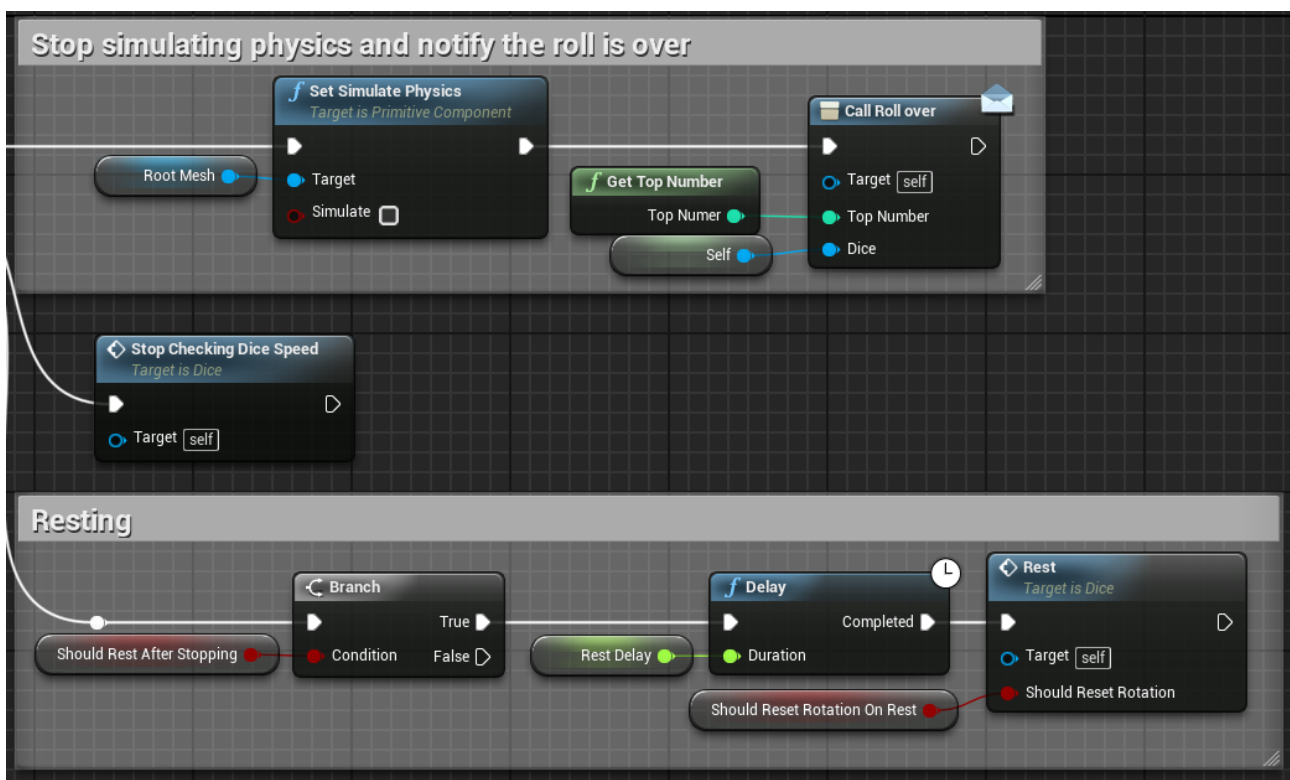 Stop simulating physics and notify the roll is over
Set Simulate Physics
Target is Primitive Component
Root Mesh
Target
Simulate
Get Top Number
Top Numer
Self
Call Roll over
Target self
Top Number
Dice
Stop Checking Dice Speed
Target is Dice
Target self
Resting
Should Rest After Stopping
Branch
True
Condition
False
Rest Delay
Delay
Completed
Duration
Should Reset Rotation On Rest
Rest
Target is Dice
Target self
Should Reset Rotation